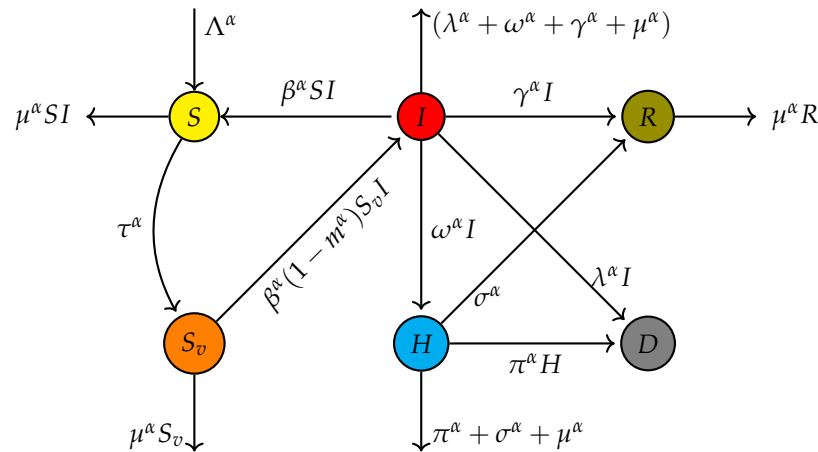 Λ^α
(λ^α + ω^α + γ^α + μ^α)
μ^α SI
S
β^α SI
I
γ^α I
R
μ^α R
τ^α
β^α(1 − m^α)S_v I
ω^α I
σ^α
λ^α I
S_v
H
π^α H
D
μ^α S_v
π^α + σ^α + μ^α